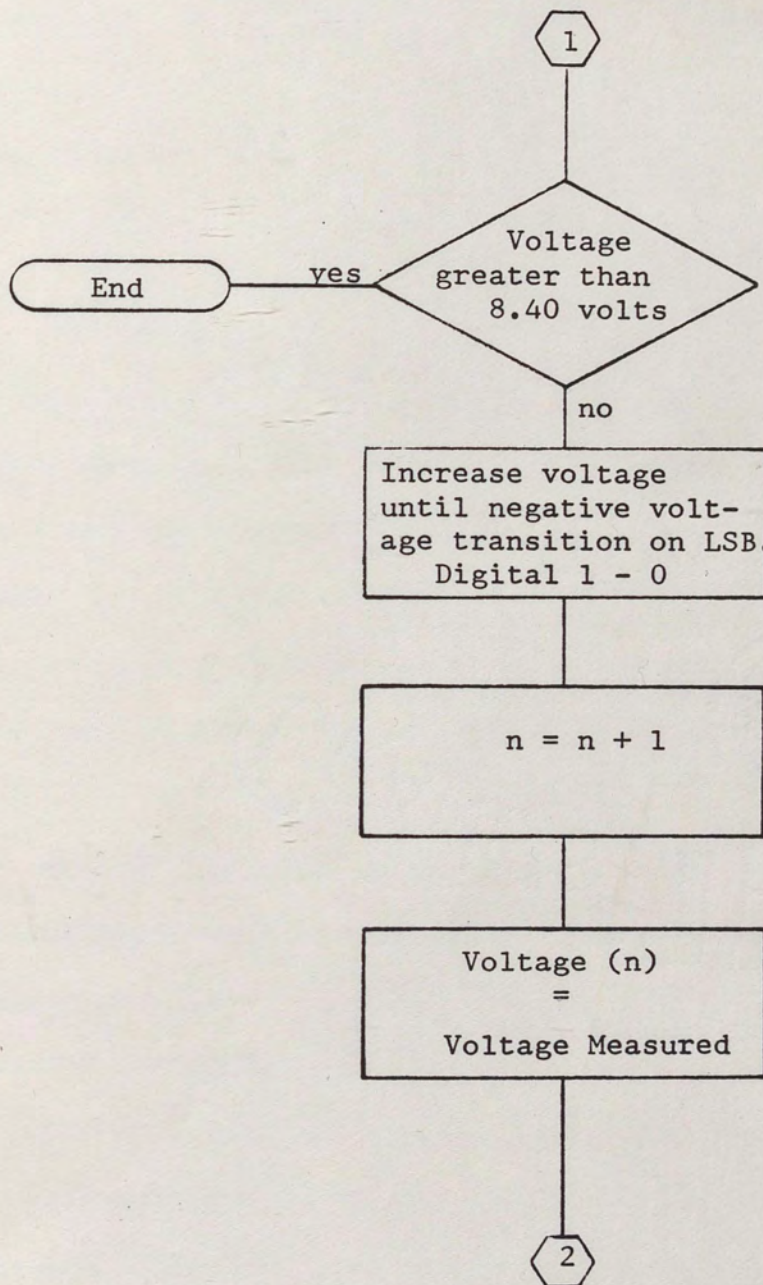 1
Voltage
greater than
8.40 volts
yes
End
no
Increase voltage
until negative volt-
age transition on LSB.
Digital 1 - 0
n = n + 1
Voltage (n)
=
Voltage Measured
2